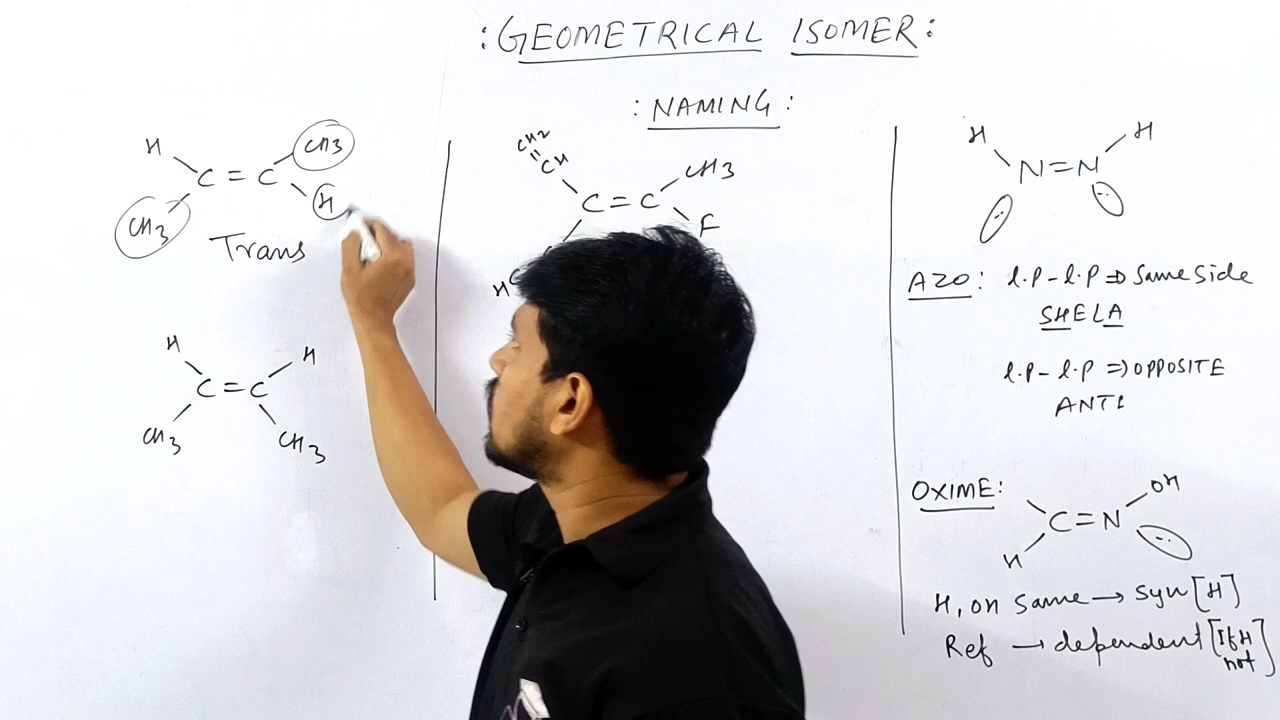 : GEOMETRICAL ISOMER :
: NAMING :
H CH3
C = C
CH3 H
Trans
H H
C = C
CH3 CH3
CH2
= CH CH3
C = C
F
H C
H H
N = N
..
..
AZO : l.p - l.p ⇒ Same Side
SHELA
l.p - l.p ⇒ OPPOSITE
ANTI
OXIME :
OH
C = N
..
H
H, OH Same → Syn [H]
Ref → dependent [If H
not]